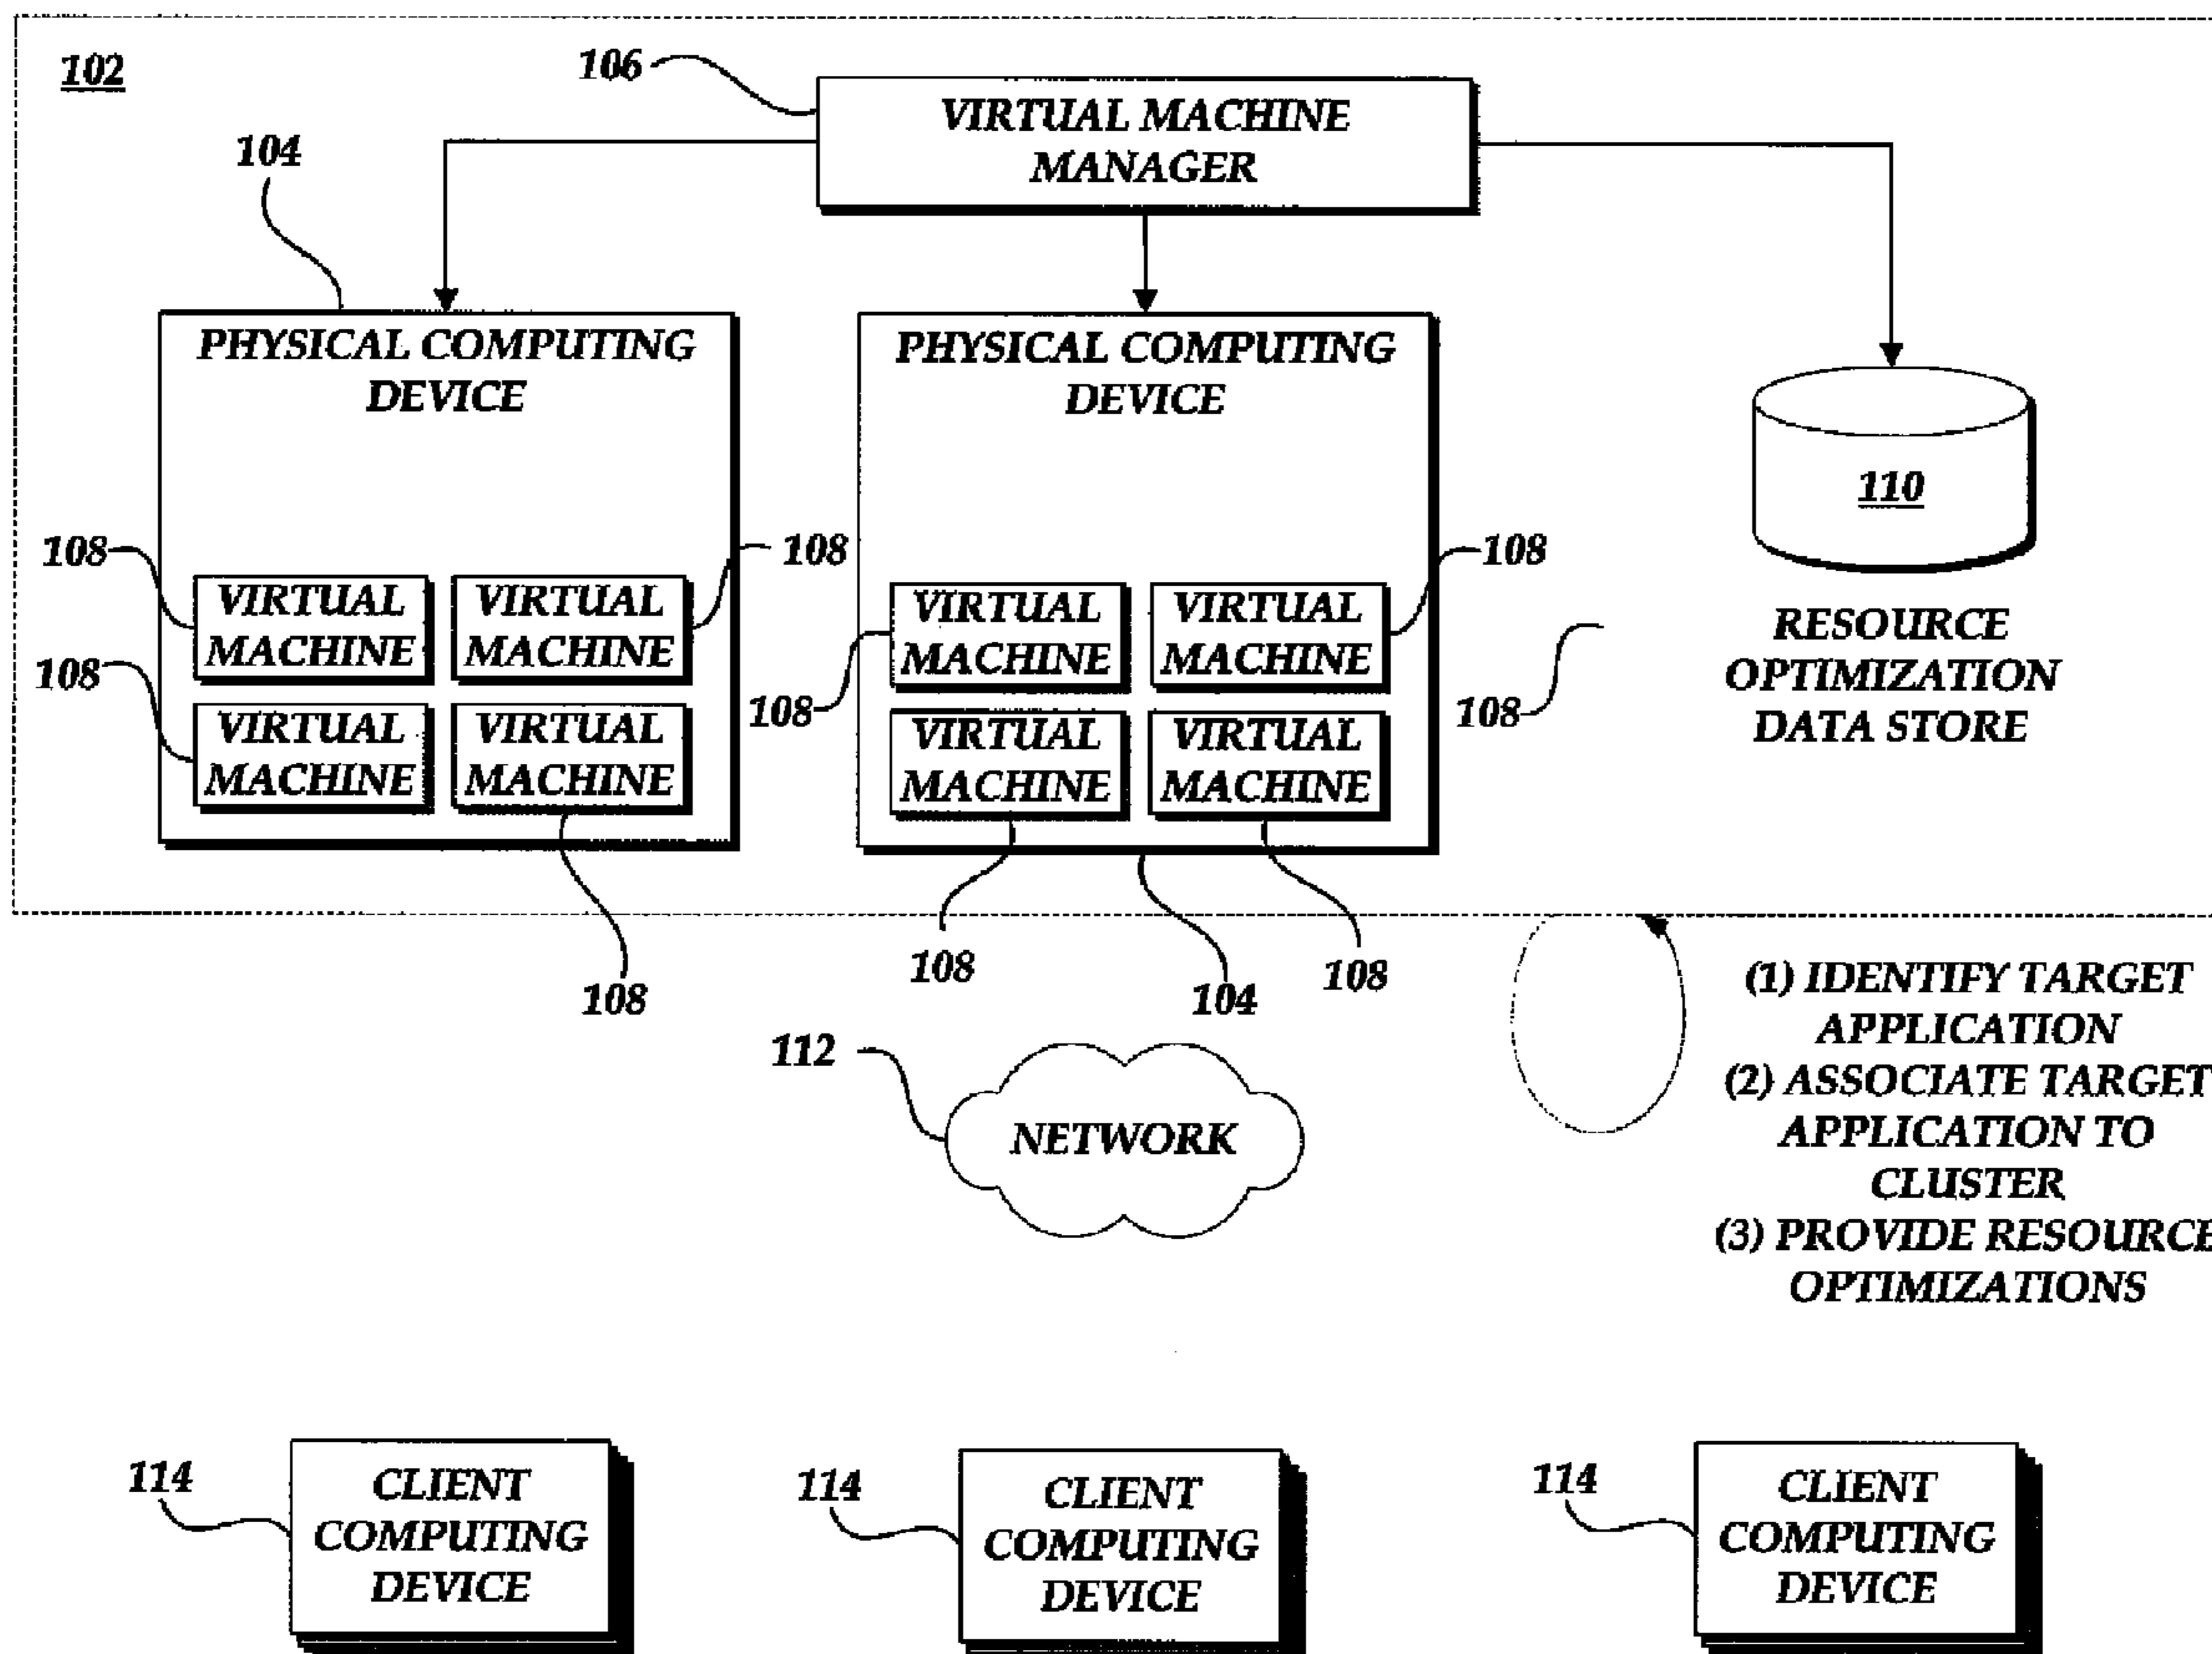 102
106
VIRTUAL MACHINE
MANAGER
104
PHYSICAL COMPUTING
DEVICE
PHYSICAL COMPUTING
DEVICE
110
108
108
108
VIRTUAL
MACHINE
VIRTUAL
MACHINE
VIRTUAL
MACHINE
VIRTUAL
MACHINE
RESOURCE
OPTIMIZATION
DATA STORE
108
108
108
VIRTUAL
MACHINE
VIRTUAL
MACHINE
VIRTUAL
MACHINE
VIRTUAL
MACHINE
108
108
108
104
108
(1) IDENTIFY TARGET
APPLICATION
(2) ASSOCIATE TARGET
APPLICATION TO
CLUSTER
(3) PROVIDE RESOURCE
OPTIMIZATIONS
112
NETWORK
114
CLIENT
COMPUTING
DEVICE
114
CLIENT
COMPUTING
DEVICE
114
CLIENT
COMPUTING
DEVICE